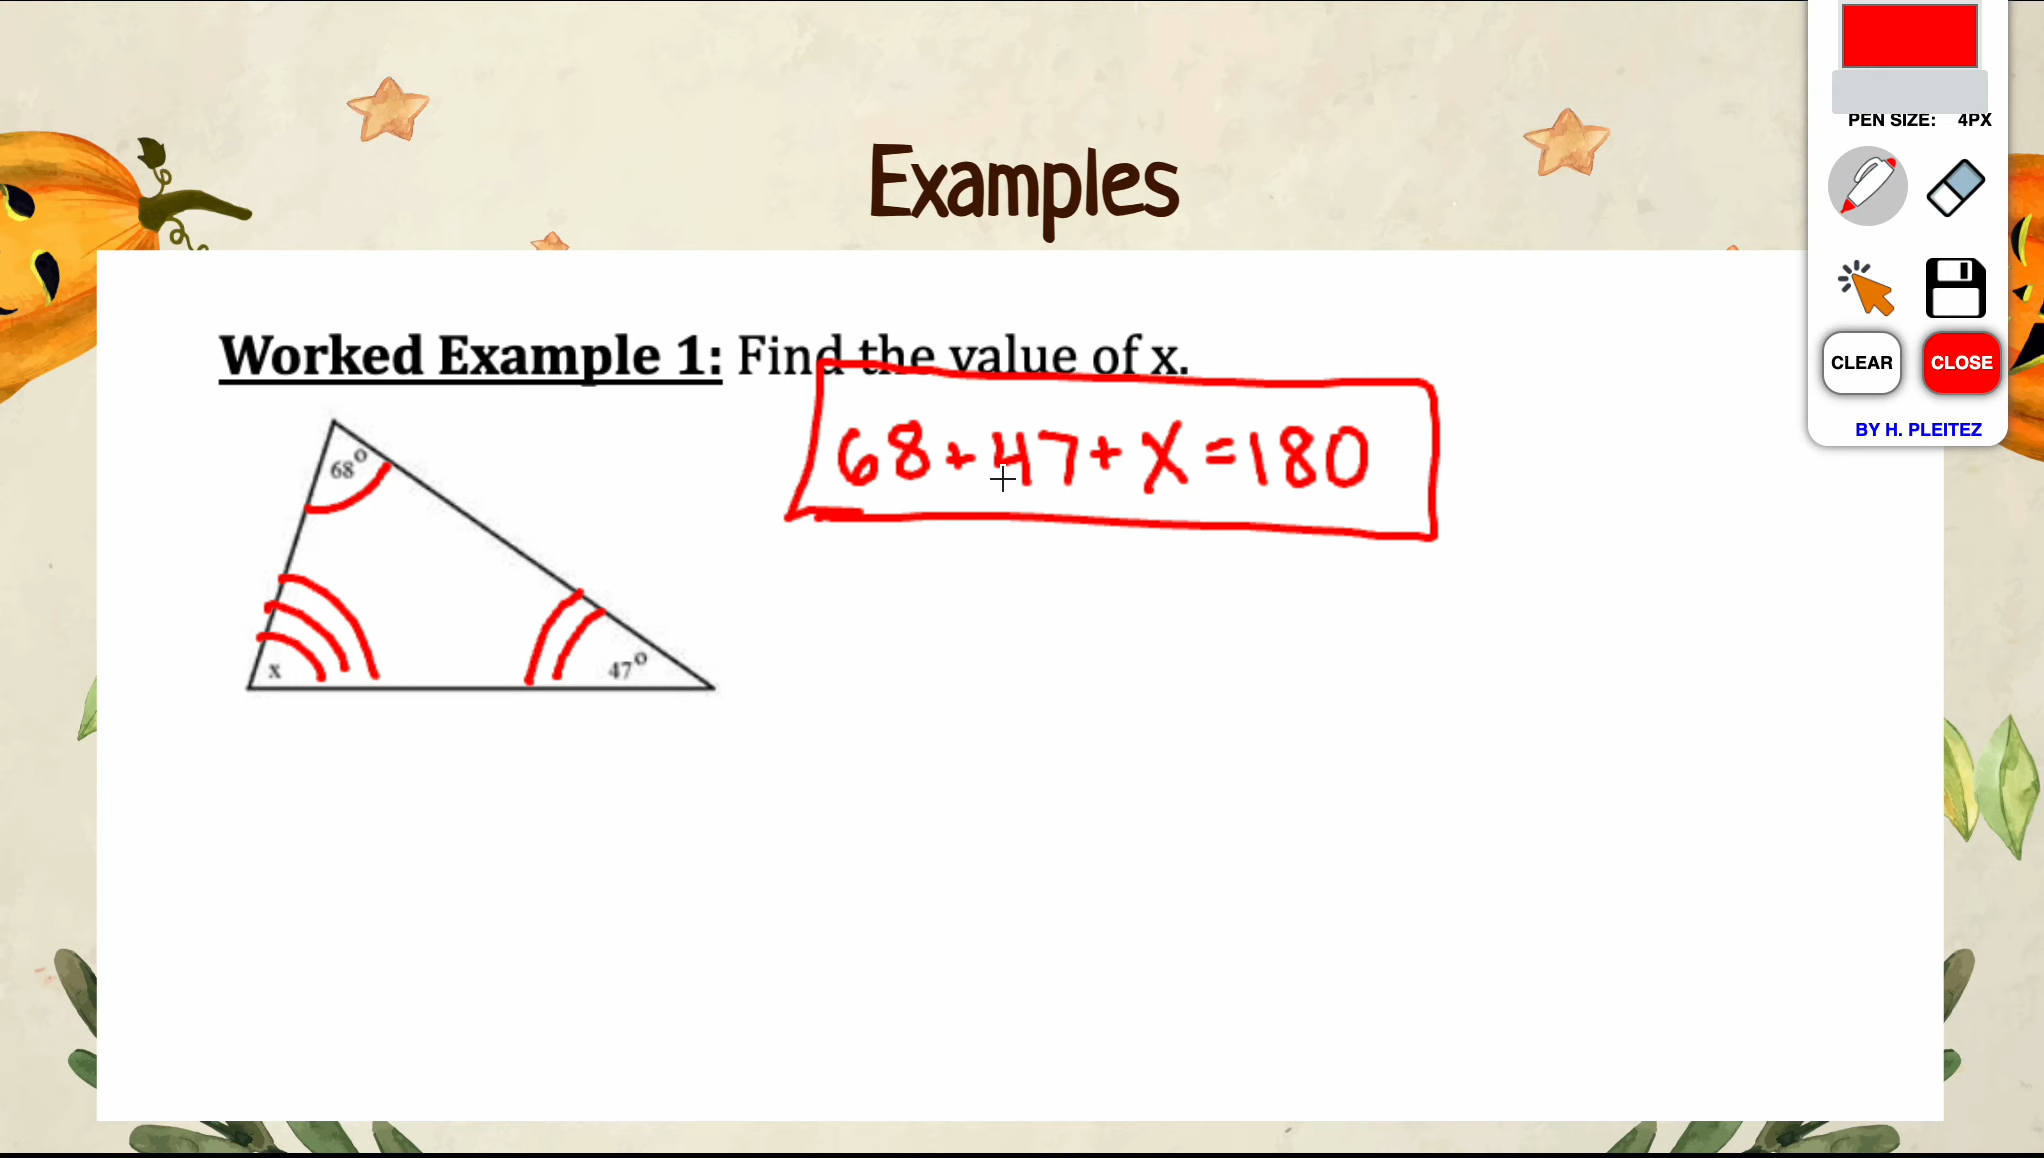 Examples
Worked Example 1: Find the value of x.
68+47+X=180
68°
x
47°
PEN SIZE: 4PX
CLEAR
CLOSE
BY H. PLEITEZ